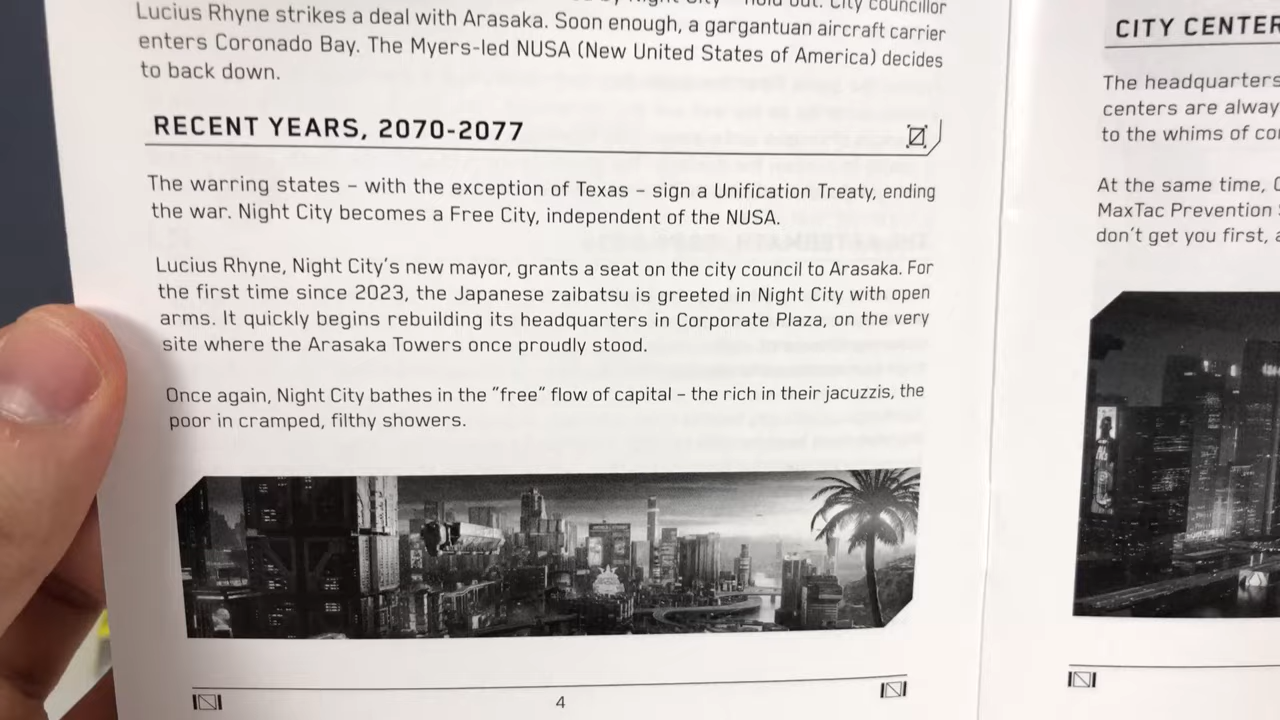 by Night City – hold out. City councillor
Lucius Rhyne strikes a deal with Arasaka. Soon enough, a gargantuan aircraft carrier
enters Coronado Bay. The Myers-led NUSA (New United States of America) decides
to back down.
RECENT YEARS, 2070-2077
The warring states – with the exception of Texas – sign a Unification Treaty, ending
the war. Night City becomes a Free City, independent of the NUSA.
Lucius Rhyne, Night City's new mayor, grants a seat on the city council to Arasaka. For
the first time since 2023, the Japanese zaibatsu is greeted in Night City with open
arms. It quickly begins rebuilding its headquarters in Corporate Plaza, on the very
site where the Arasaka Towers once proudly stood.
Once again, Night City bathes in the "free" flow of capital – the rich in their jacuzzis, the
poor in cramped, filthy showers.
4
CITY CENTER
The headquarters
centers are alway
to the whims of co
At the same time,
MaxTac Prevention
don't get you first, a